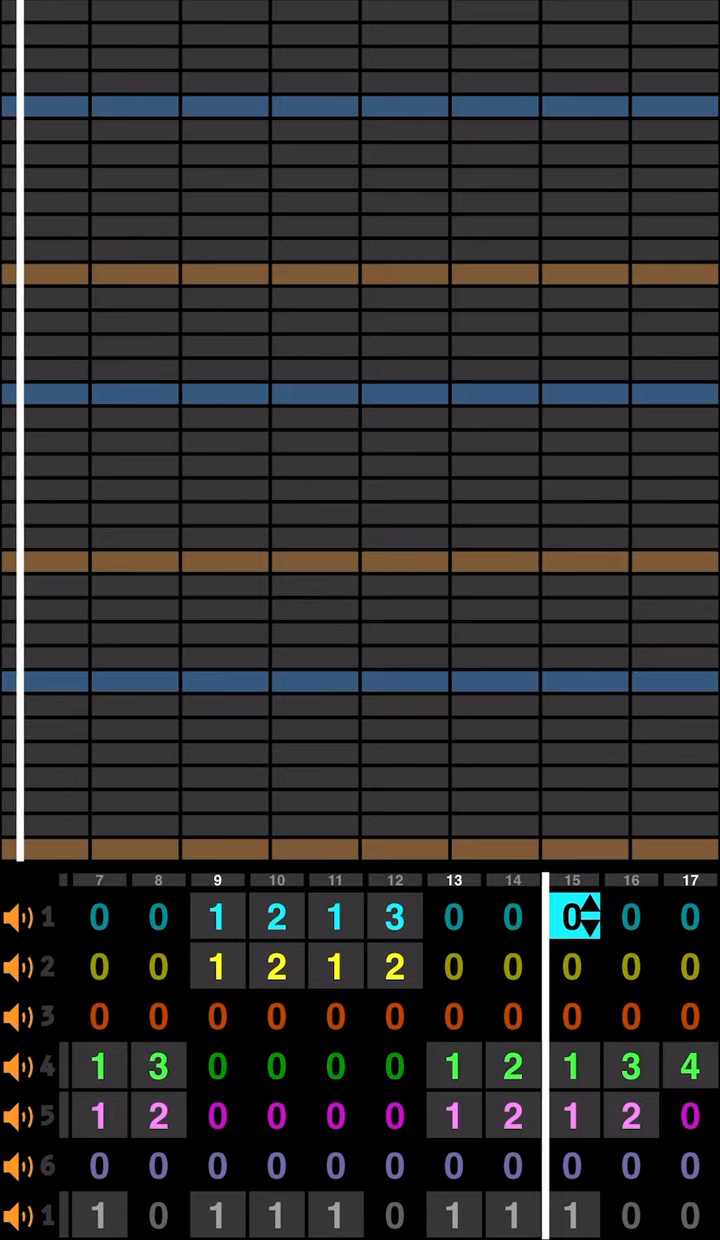 7 8 9 10 11 12 13 14 15 16 17
1 0 0 1 2 1 3 0 0 0 0 0
2 0 0 1 2 1 2 0 0 0 0 0
3 0 0 0 0 0 0 0 0 0 0 0
4 1 3 0 0 0 0 1 2 1 3 4
5 1 2 0 0 0 0 1 2 1 2 0
6 0 0 0 0 0 0 0 0 0 0 0
1 1 0 1 1 1 0 1 1 1 0 0